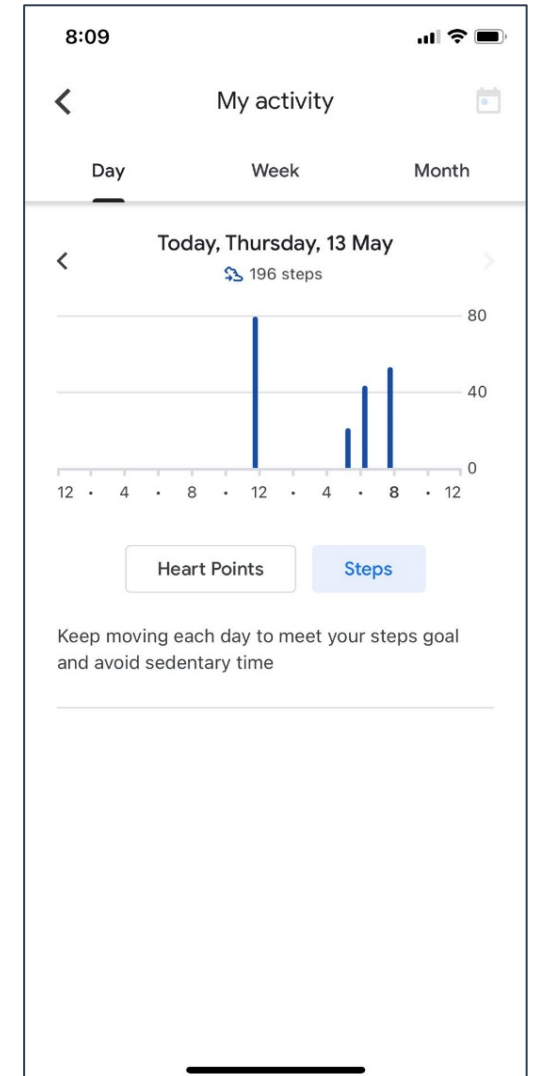 8:09
My activity
Day Week Month
Today, Thursday, 13 May
196 steps
80
40
0
12 · 4 · 8 · 12 · 4 · 8 · 12
Heart Points Steps
Keep moving each day to meet your steps goal
and avoid sedentary time